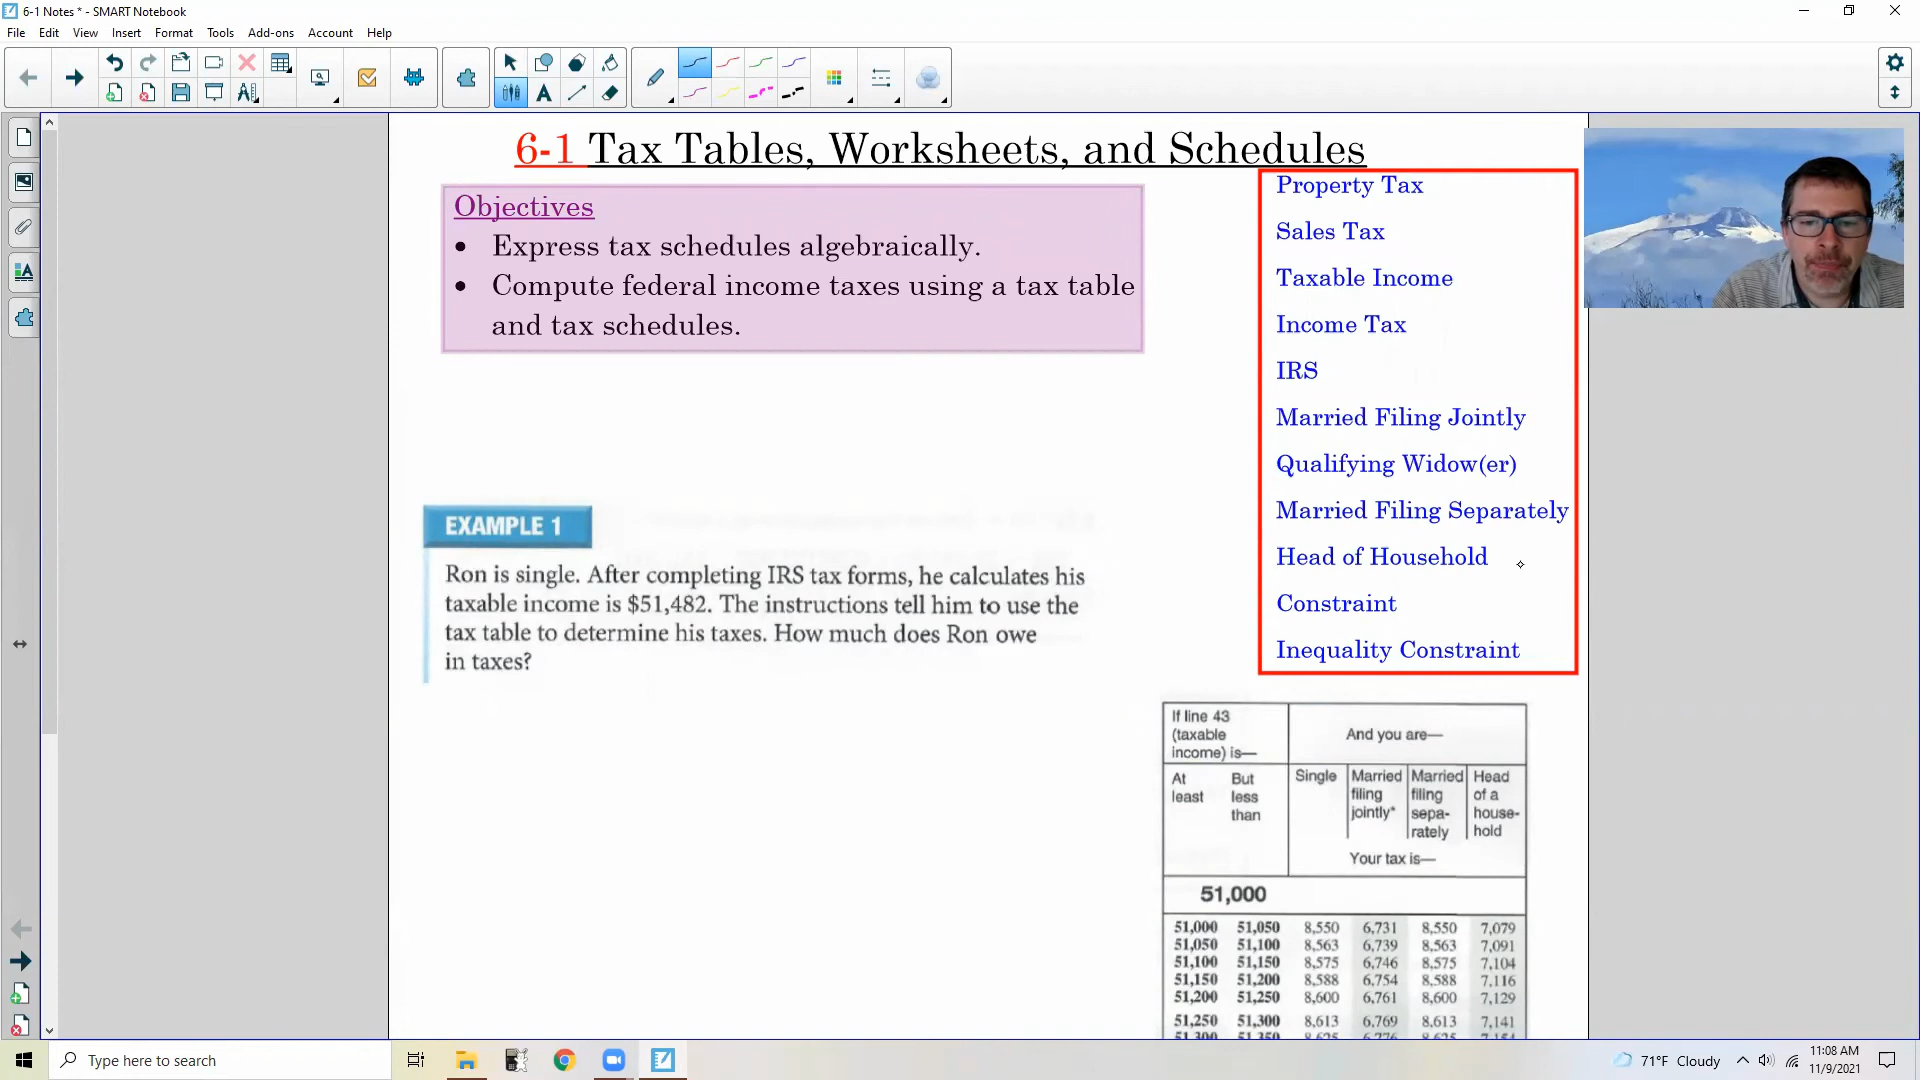 6-1 Notes * - SMART Notebook
File Edit View Insert Format Tools Add-ons Account Help
6-1 Tax Tables, Worksheets, and Schedules
Objectives
• Express tax schedules algebraically.
• Compute federal income taxes using a tax table
and tax schedules.
Property Tax
Sales Tax
Taxable Income
Income Tax
IRS
Married Filing Jointly
Qualifying Widow(er)
Married Filing Separately
Head of Household
Constraint
Inequality Constraint
EXAMPLE 1
Ron is single. After completing IRS tax forms, he calculates his
taxable income is $51,482. The instructions tell him to use the
tax table to determine his taxes. How much does Ron owe
in taxes?
If line 43
(taxable
income) is—
And you are—
At
least
But
less
than
Single
Married
filing
jointly*
Married
filing
sepa-
rately
Head
of a
house-
hold
Your tax is—
51,000
51,000 51,050 8,550 6,731 8,550 7,079
51,050 51,100 8,563 6,739 8,563 7,091
51,100 51,150 8,575 6,746 8,575 7,104
51,150 51,200 8,588 6,754 8,588 7,116
51,200 51,250 8,600 6,761 8,600 7,129
51,250 51,300 8,613 6,769 8,613 7,141
Type here to search
71°F Cloudy
11:08 AM
11/9/2021